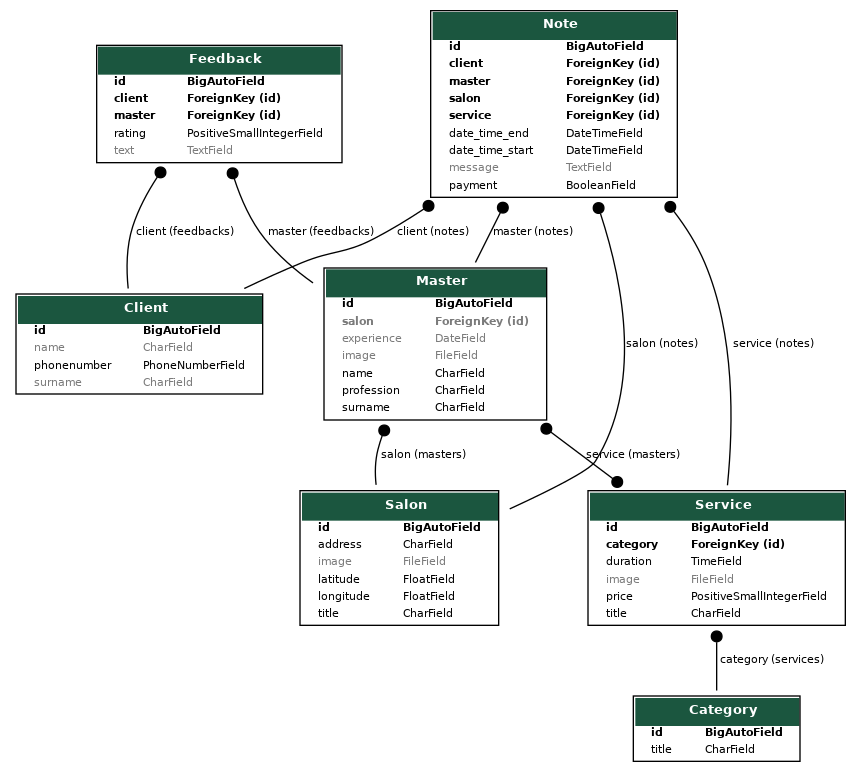 Note
id BigAutoField
client ForeignKey (id)
master ForeignKey (id)
salon ForeignKey (id)
service ForeignKey (id)
date_time_end DateTimeField
date_time_start DateTimeField
message TextField
payment BooleanField
Feedback
id BigAutoField
client ForeignKey (id)
master ForeignKey (id)
rating PositiveSmallIntegerField
text TextField
client (feedbacks)
master (feedbacks)
client (notes)
master (notes)
salon (notes)
service (notes)
Client
id BigAutoField
name CharField
phonenumber PhoneNumberField
surname CharField
Master
id BigAutoField
salon ForeignKey (id)
experience DateField
image FileField
name CharField
profession CharField
surname CharField
salon (masters)
service (masters)
Salon
id BigAutoField
address CharField
image FileField
latitude FloatField
longitude FloatField
title CharField
Service
id BigAutoField
category ForeignKey (id)
duration TimeField
image FileField
price PositiveSmallIntegerField
title CharField
category (services)
Category
id BigAutoField
title CharField